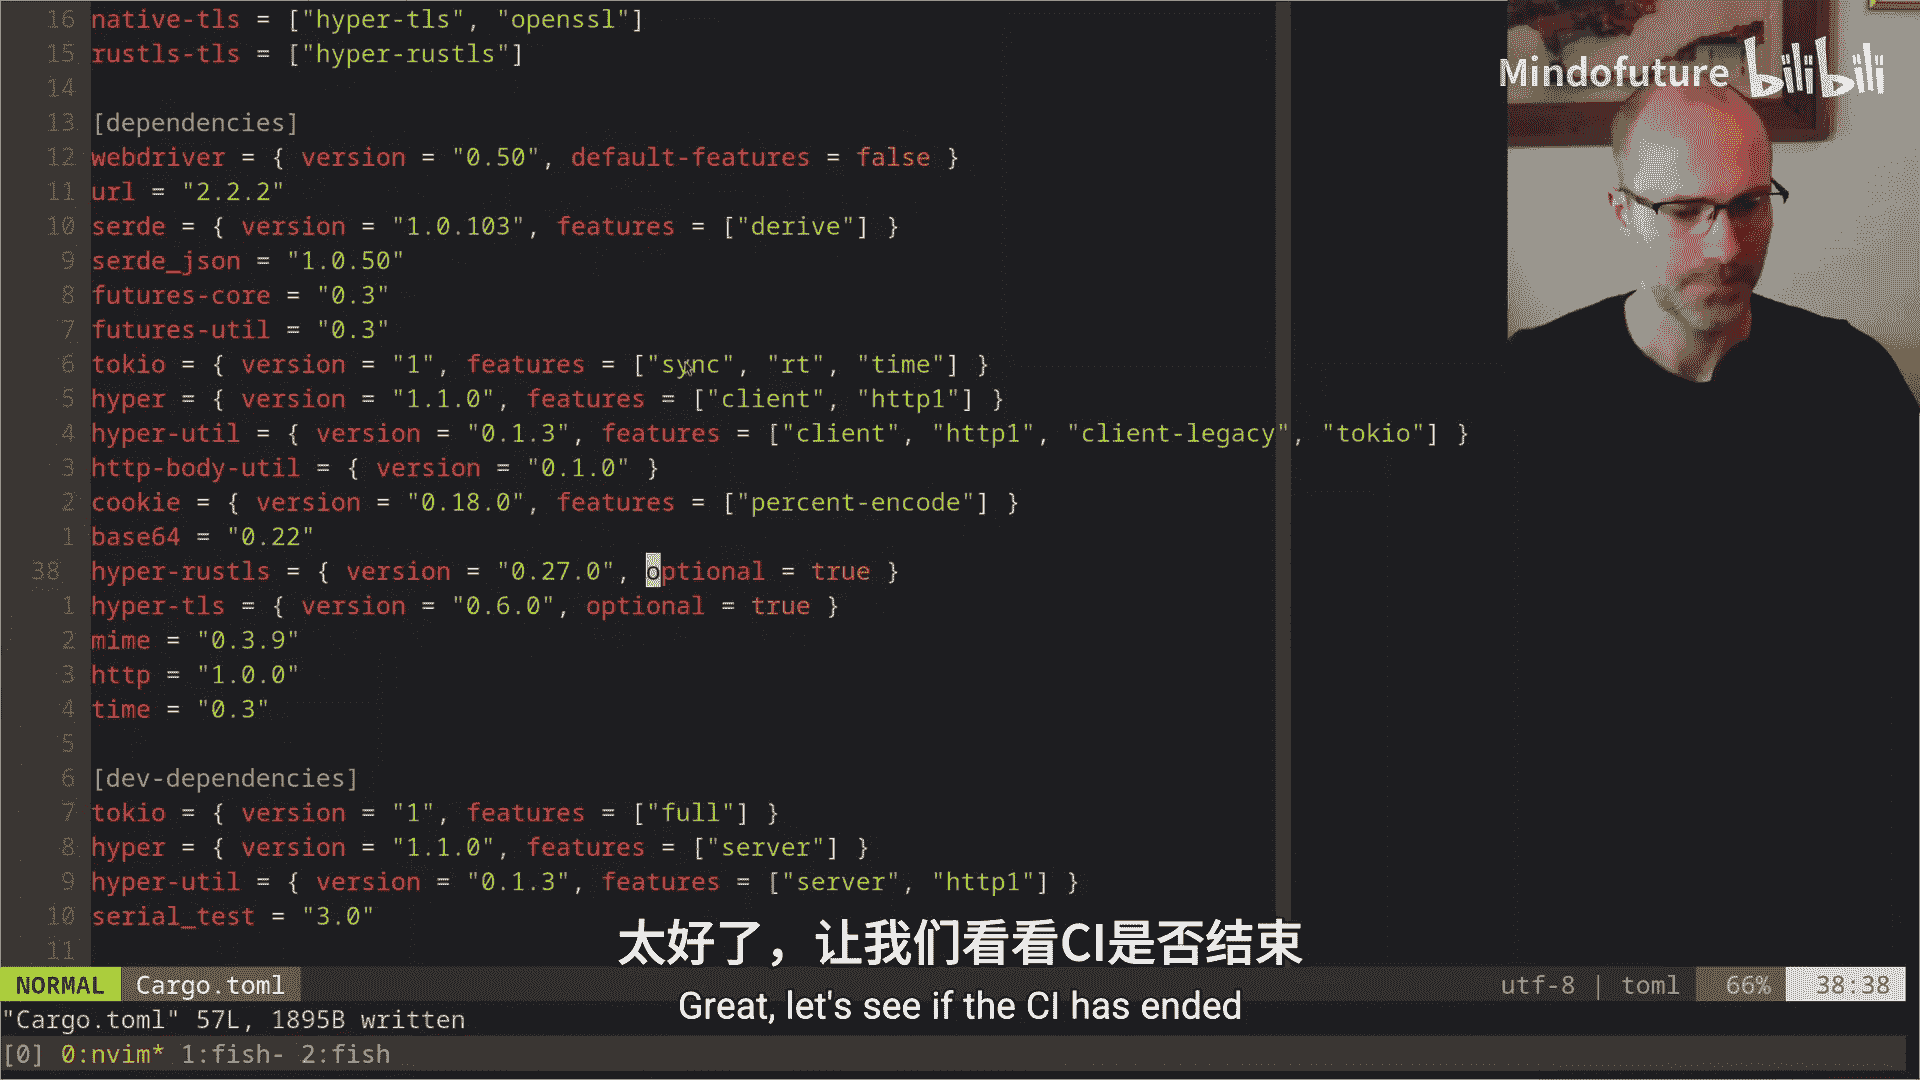 16 native-tls = ["hyper-tls", "openssl"]
15 rustls-tls = ["hyper-rustls"]
14
13 [dependencies]
12 webdriver = { version = "0.50", default-features = false }
11 url = "2.2.2"
10 serde = { version = "1.0.103", features = ["derive"] }
9 serde_json = "1.0.50"
8 futures-core = "0.3"
7 futures-util = "0.3"
6 tokio = { version = "1", features = ["sync", "rt", "time"] }
5 hyper = { version = "1.1.0", features = ["client", "http1"] }
4 hyper-util = { version = "0.1.3", features = ["client", "http1", "client-legacy", "tokio"] }
3 http-body-util = { version = "0.1.0" }
2 cookie = { version = "0.18.0", features = ["percent-encode"] }
1 base64 = "0.22"
38 hyper-rustls = { version = "0.27.0", optional = true }
1 hyper-tls = { version = "0.6.0", optional = true }
2 mime = "0.3.9"
3 http = "1.0.0"
4 time = "0.3"
5
6 [dev-dependencies]
7 tokio = { version = "1", features = ["full"] }
8 hyper = { version = "1.1.0", features = ["server"] }
9 hyper-util = { version = "0.1.3", features = ["server", "http1"] }
10 serial_test = "3.0"
11
Mindofuture bilibili
太好了，让我们看看CI是否结束
Great, let's see if the CI has ended
NORMAL Cargo.toml utf-8 | toml 66% 38:38
"Cargo.toml" 57L, 1895B written
[0] 0:nvim* 1:fish- 2:fish